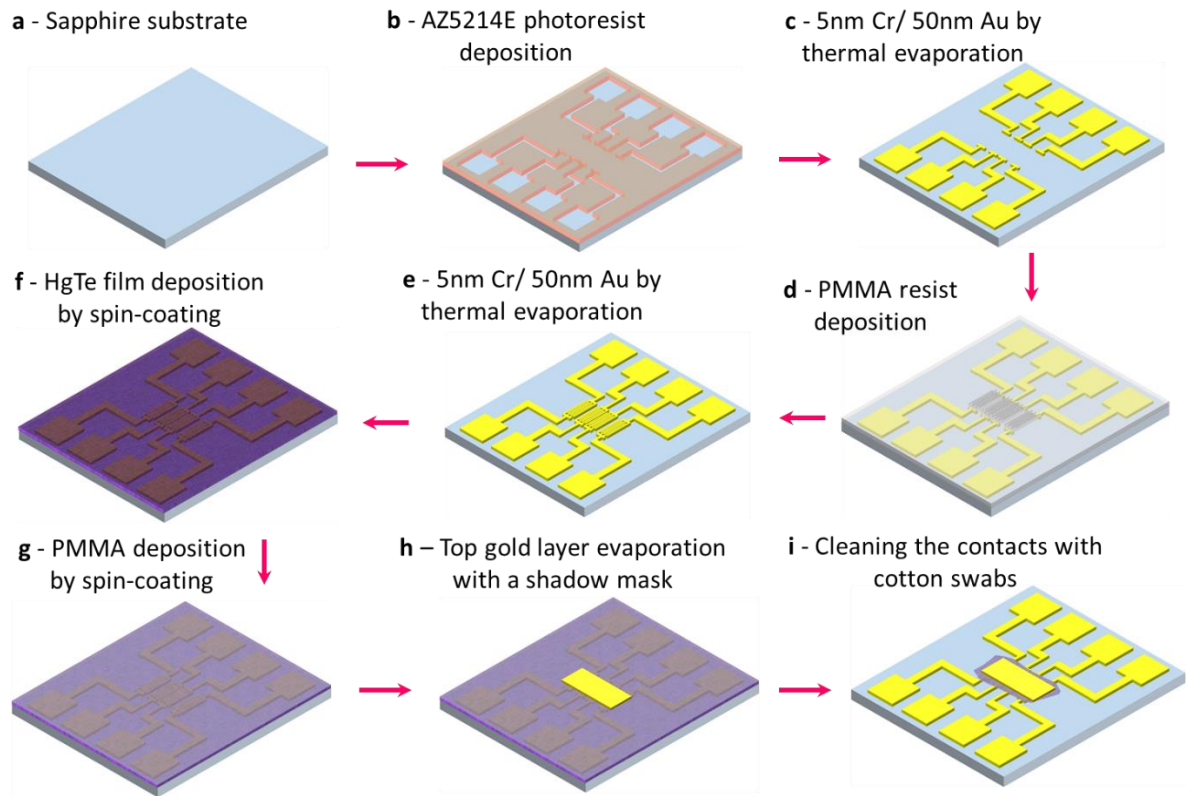 a - Sapphire substrate
b - AZ5214E photoresist
deposition
c - 5nm Cr/ 50nm Au by
thermal evaporation
f - HgTe film deposition
by spin-coating
e - 5nm Cr/ 50nm Au by
thermal evaporation
d - PMMA resist
deposition
g - PMMA deposition
by spin-coating
h – Top gold layer evaporation
with a shadow mask
i - Cleaning the contacts with
cotton swabs